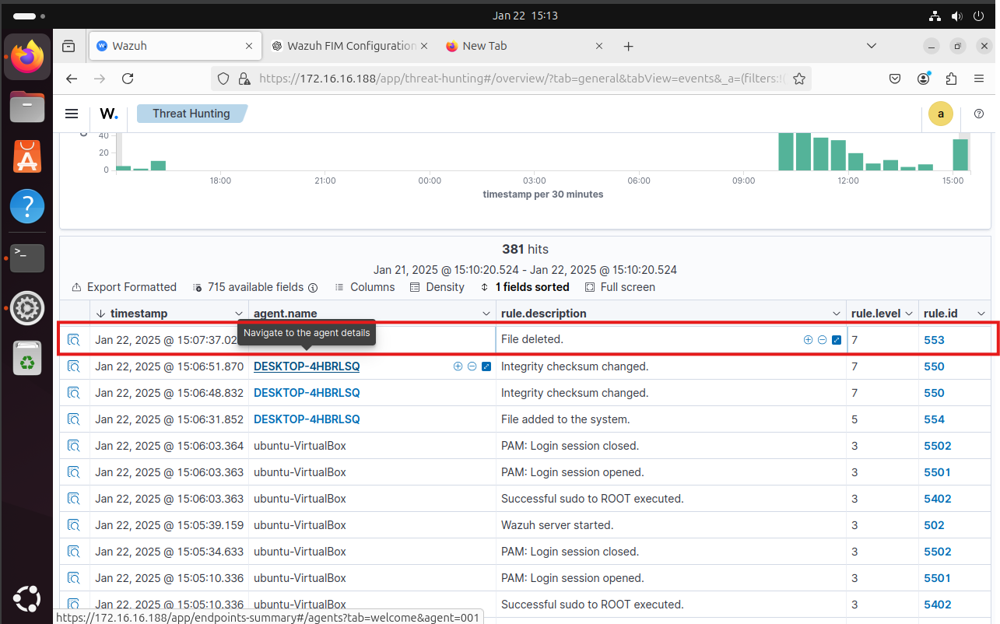 Jan 22 15:13
Wazuh
Wazuh FIM Configuration
New Tab
https://172.16.16.188/app/threat-hunting#/overview/?tab=general&tabView=events&_a=(filters:!(
W. Threat Hunting a
40
20
0
18:00 21:00 00:00 03:00 06:00 09:00 12:00 15:00
timestamp per 30 minutes
381 hits
Jan 21, 2025 @ 15:10:20.524 - Jan 22, 2025 @ 15:10:20.524
Export Formatted 715 available fields Columns Density 1 fields sorted Full screen
timestamp agent.name rule.description rule.level rule.id
Navigate to the agent details
Jan 22, 2025 @ 15:07:37.02 File deleted. 7 553
Jan 22, 2025 @ 15:06:51.870 DESKTOP-4HBRLSQ Integrity checksum changed. 7 550
Jan 22, 2025 @ 15:06:48.832 DESKTOP-4HBRLSQ Integrity checksum changed. 7 550
Jan 22, 2025 @ 15:06:31.852 DESKTOP-4HBRLSQ File added to the system. 5 554
Jan 22, 2025 @ 15:06:03.364 ubuntu-VirtualBox PAM: Login session closed. 3 5502
Jan 22, 2025 @ 15:06:03.363 ubuntu-VirtualBox PAM: Login session opened. 3 5501
Jan 22, 2025 @ 15:06:03.363 ubuntu-VirtualBox Successful sudo to ROOT executed. 3 5402
Jan 22, 2025 @ 15:05:39.159 ubuntu-VirtualBox Wazuh server started. 3 502
Jan 22, 2025 @ 15:05:34.633 ubuntu-VirtualBox PAM: Login session closed. 3 5502
Jan 22, 2025 @ 15:05:10.336 ubuntu-VirtualBox PAM: Login session opened. 3 5501
Jan 22, 2025 @ 15:05:10.336 ubuntu-VirtualBox Successful sudo to ROOT executed. 3 5402
https://172.16.16.188/app/endpoints-summary#/agents?tab=welcome&agent=001